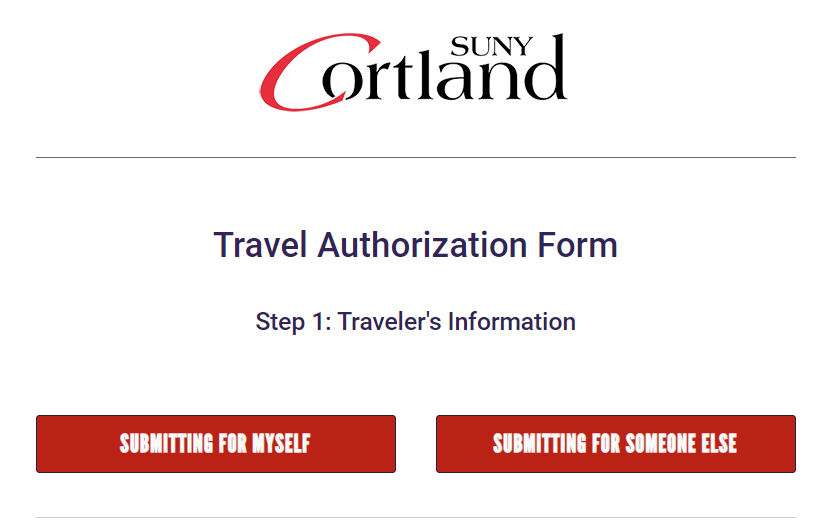 SUNY
Cortland
Travel Authorization Form
Step 1: Traveler's Information
SUBMITTING FOR MYSELF
SUBMITTING FOR SOMEONE ELSE